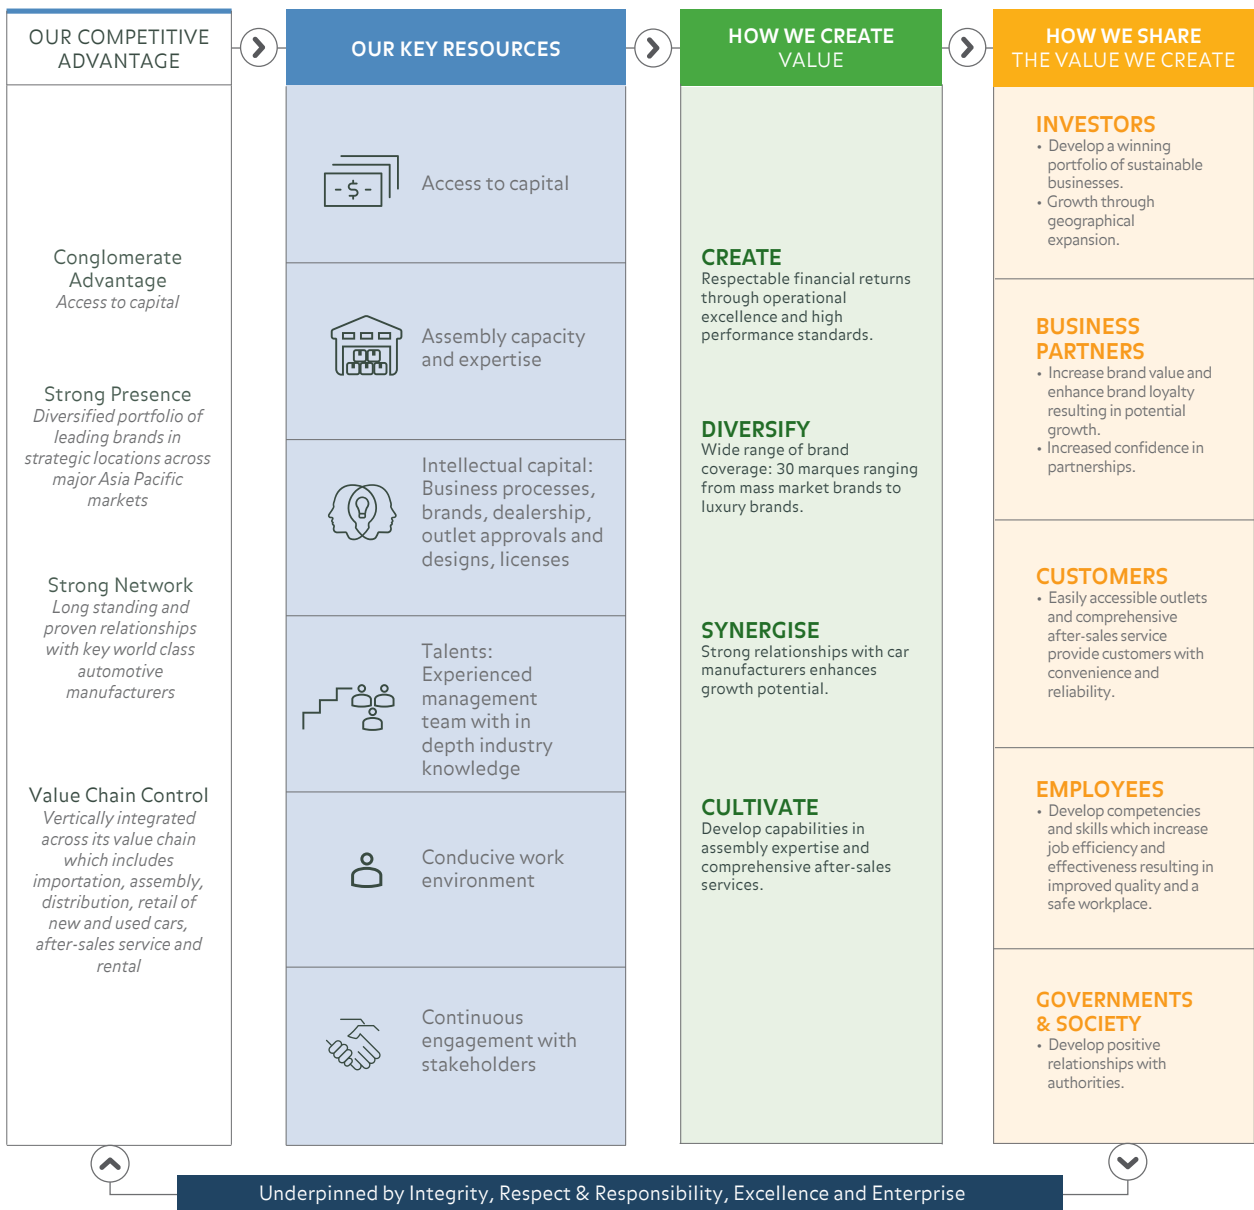 OUR COMPETITIVE
ADVANTAGE
Conglomerate
Advantage
Access to capital
Strong Presence
Diversified portfolio of
leading brands in
strategic locations across
major Asia Pacific
markets
Strong Network
Long standing and
proven relationships
with key world class
automotive
manufacturers
Value Chain Control
Vertically integrated
across its value chain
which includes
importation, assembly,
distribution, retail of
new and used cars,
after-sales service and
rental
OUR KEY RESOURCES
- $ -
Access to capital
Assembly capacity
and expertise
Intellectual capital:
Business processes,
brands, dealership,
outlet approvals and
designs, licenses
Talents:
Experienced
management
team with in
depth industry
knowledge
Conducive work
environment
Continuous
engagement with
stakeholders
HOW WE CREATE
VALUE
CREATE
Respectable financial returns
through operational
excellence and high
performance standards.
DIVERSIFY
Wide range of brand
coverage: 30 marques ranging
from mass market brands to
luxury brands.
SYNERGISE
Strong relationships with car
manufacturers enhances
growth potential.
CULTIVATE
Develop capabilities in
assembly expertise and
comprehensive after-sales
services.
HOW WE SHARE
THE VALUE WE CREATE
INVESTORS
• Develop a winning
portfolio of sustainable
businesses.
• Growth through
geographical
expansion.
BUSINESS
PARTNERS
• Increase brand value and
enhance brand loyalty
resulting in potential
growth.
• Increased confidence in
partnerships.
CUSTOMERS
• Easily accessible outlets
and comprehensive
after-sales service
provide customers with
convenience and
reliability.
EMPLOYEES
• Develop competencies
and skills which increase
job efficiency and
effectiveness resulting in
improved quality and a
safe workplace.
GOVERNMENTS
& SOCIETY
• Develop positive
relationships with
authorities.
Underpinned by Integrity, Respect & Responsibility, Excellence and Enterprise